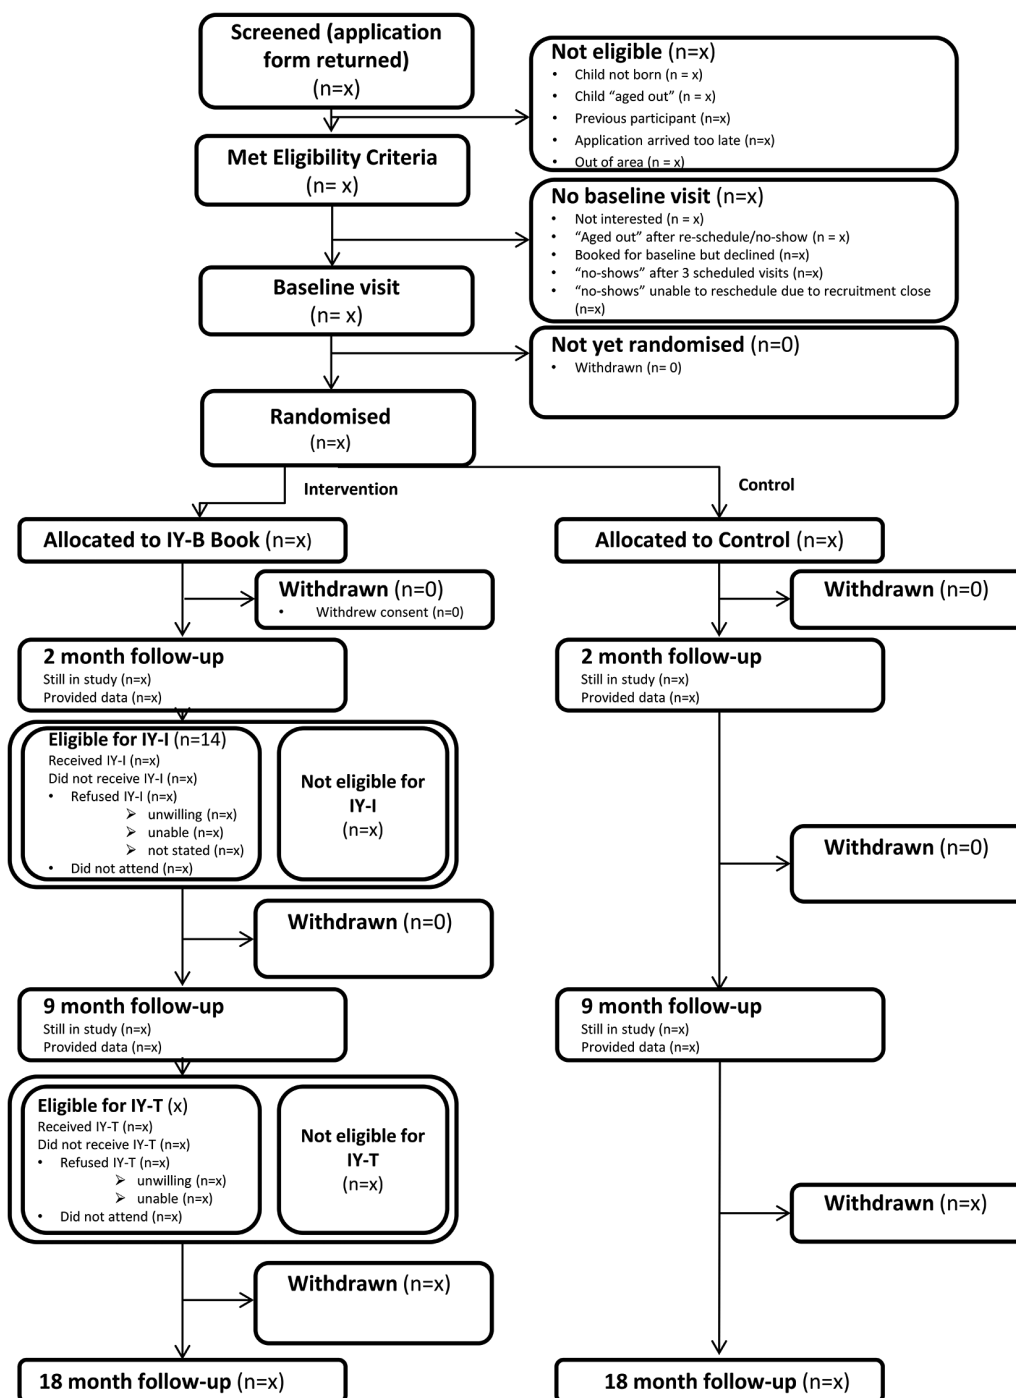 Screened (application
form returned)
(n=x)
Not eligible (n=x)
• Child not born (n = x)
• Child “aged out” (n = x)
• Previous participant (n=x)
• Application arrived too late (n=x)
• Out of area (n = x)
Met Eligibility Criteria
(n= x)
No baseline visit (n=x)
• Not interested (n = x)
• “Aged out” after re-schedule/no-show (n = x)
• Booked for baseline but declined (n=x)
• “no-shows” after 3 scheduled visits (n=x)
• “no-shows” unable to reschedule due to recruitment close
(n=x)
Baseline visit
(n= x)
Not yet randomised (n=0)
• Withdrawn (n= 0)
Randomised
(n=x)
Intervention
Control
Allocated to IY-B Book (n=x)
Allocated to Control (n=x)
Withdrawn (n=0)
• Withdrew consent (n=0)
Withdrawn (n=0)
2 month follow-up
Still in study (n=x)
Provided data (n=x)
2 month follow-up
Still in study (n=x)
Provided data (n=x)
Eligible for IY-I (n=14)
Received IY-I (n=x)
Did not receive IY-I (n=x)
• Refused IY-I (n=x)
➢ unwilling (n=x)
➢ unable (n=x)
➢ not stated (n=x)
• Did not attend (n=x)
Not eligible for
IY-I
(n=x)
Withdrawn (n=0)
Withdrawn (n=0)
9 month follow-up
Still in study (n=x)
Provided data (n=x)
9 month follow-up
Still in study (n=x)
Provided data (n=x)
Eligible for IY-T (x)
Received IY-T (n=x)
Did not receive IY-T (n=x)
• Refused IY-T (n=x)
➢ unwilling (n=x)
➢ unable (n=x)
• Did not attend (n=x)
Not eligible for
IY-T
(n=x)
Withdrawn (n=x)
Withdrawn (n=x)
18 month follow-up (n=x)
18 month follow-up (n=x)